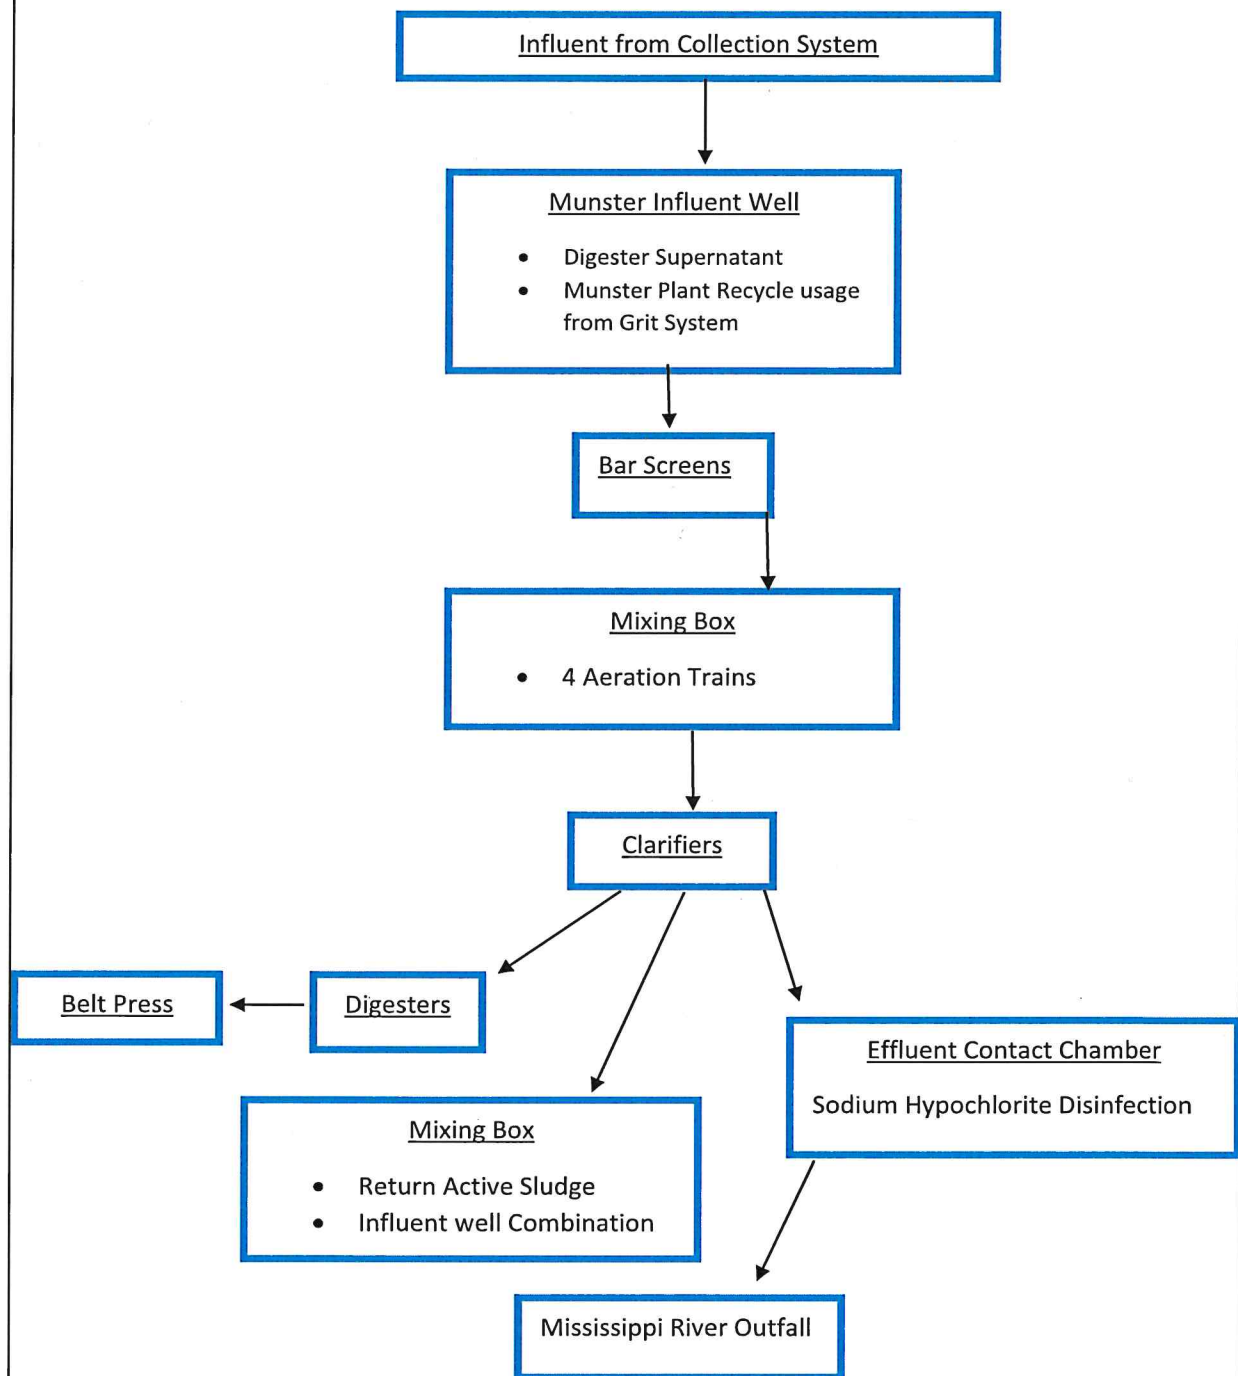 Influent from Collection System
Munster Influent Well
• Digester Supernatant
• Munster Plant Recycle usage
from Grit System
Bar Screens
Mixing Box
• 4 Aeration Trains
Clarifiers
Belt Press
Digesters
Effluent Contact Chamber
Sodium Hypochlorite Disinfection
Mixing Box
• Return Active Sludge
• Influent well Combination
Mississippi River Outfall